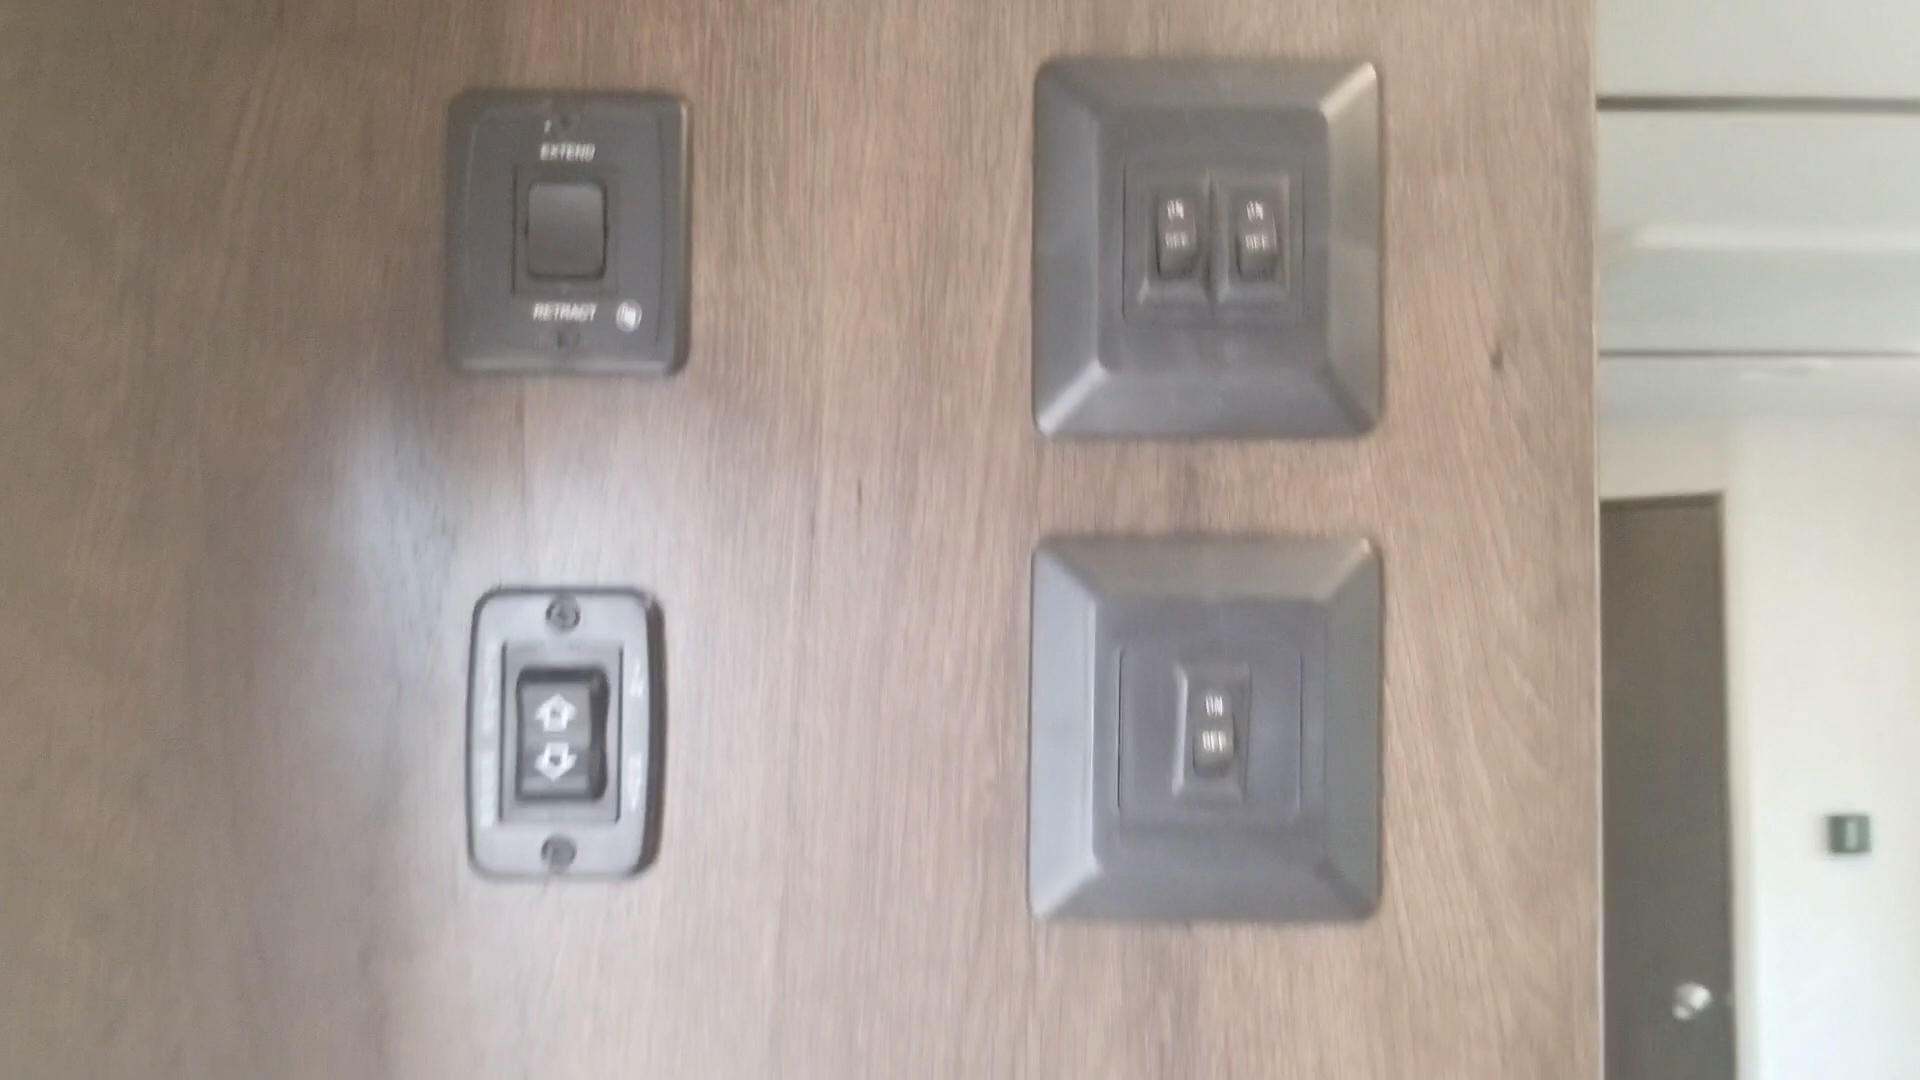 EXTEND
RETRACT
ON ON
OFF OFF
ON
OFF